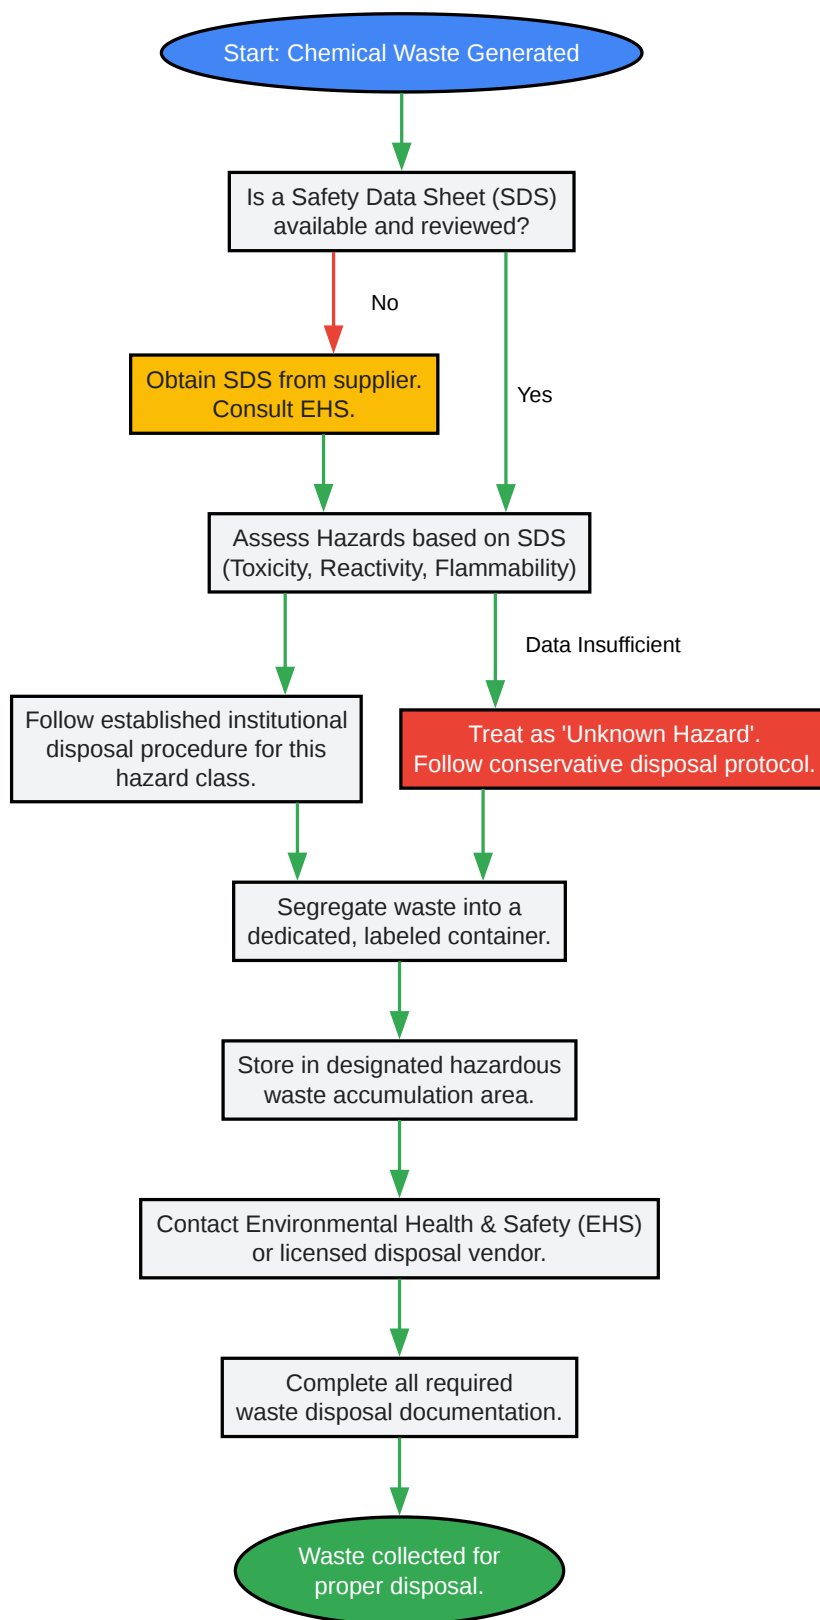 Start: Chemical Waste Generated
Is a Safety Data Sheet (SDS)
available and reviewed?
No
Obtain SDS from supplier.
Consult EHS.
Yes
Assess Hazards based on SDS
(Toxicity, Reactivity, Flammability)
Data Insufficient
Follow established institutional
disposal procedure for this
hazard class.
Treat as 'Unknown Hazard'.
Follow conservative disposal protocol.
Segregate waste into a
dedicated, labeled container.
Store in designated hazardous
waste accumulation area.
Contact Environmental Health & Safety (EHS)
or licensed disposal vendor.
Complete all required
waste disposal documentation.
Waste collected for
proper disposal.